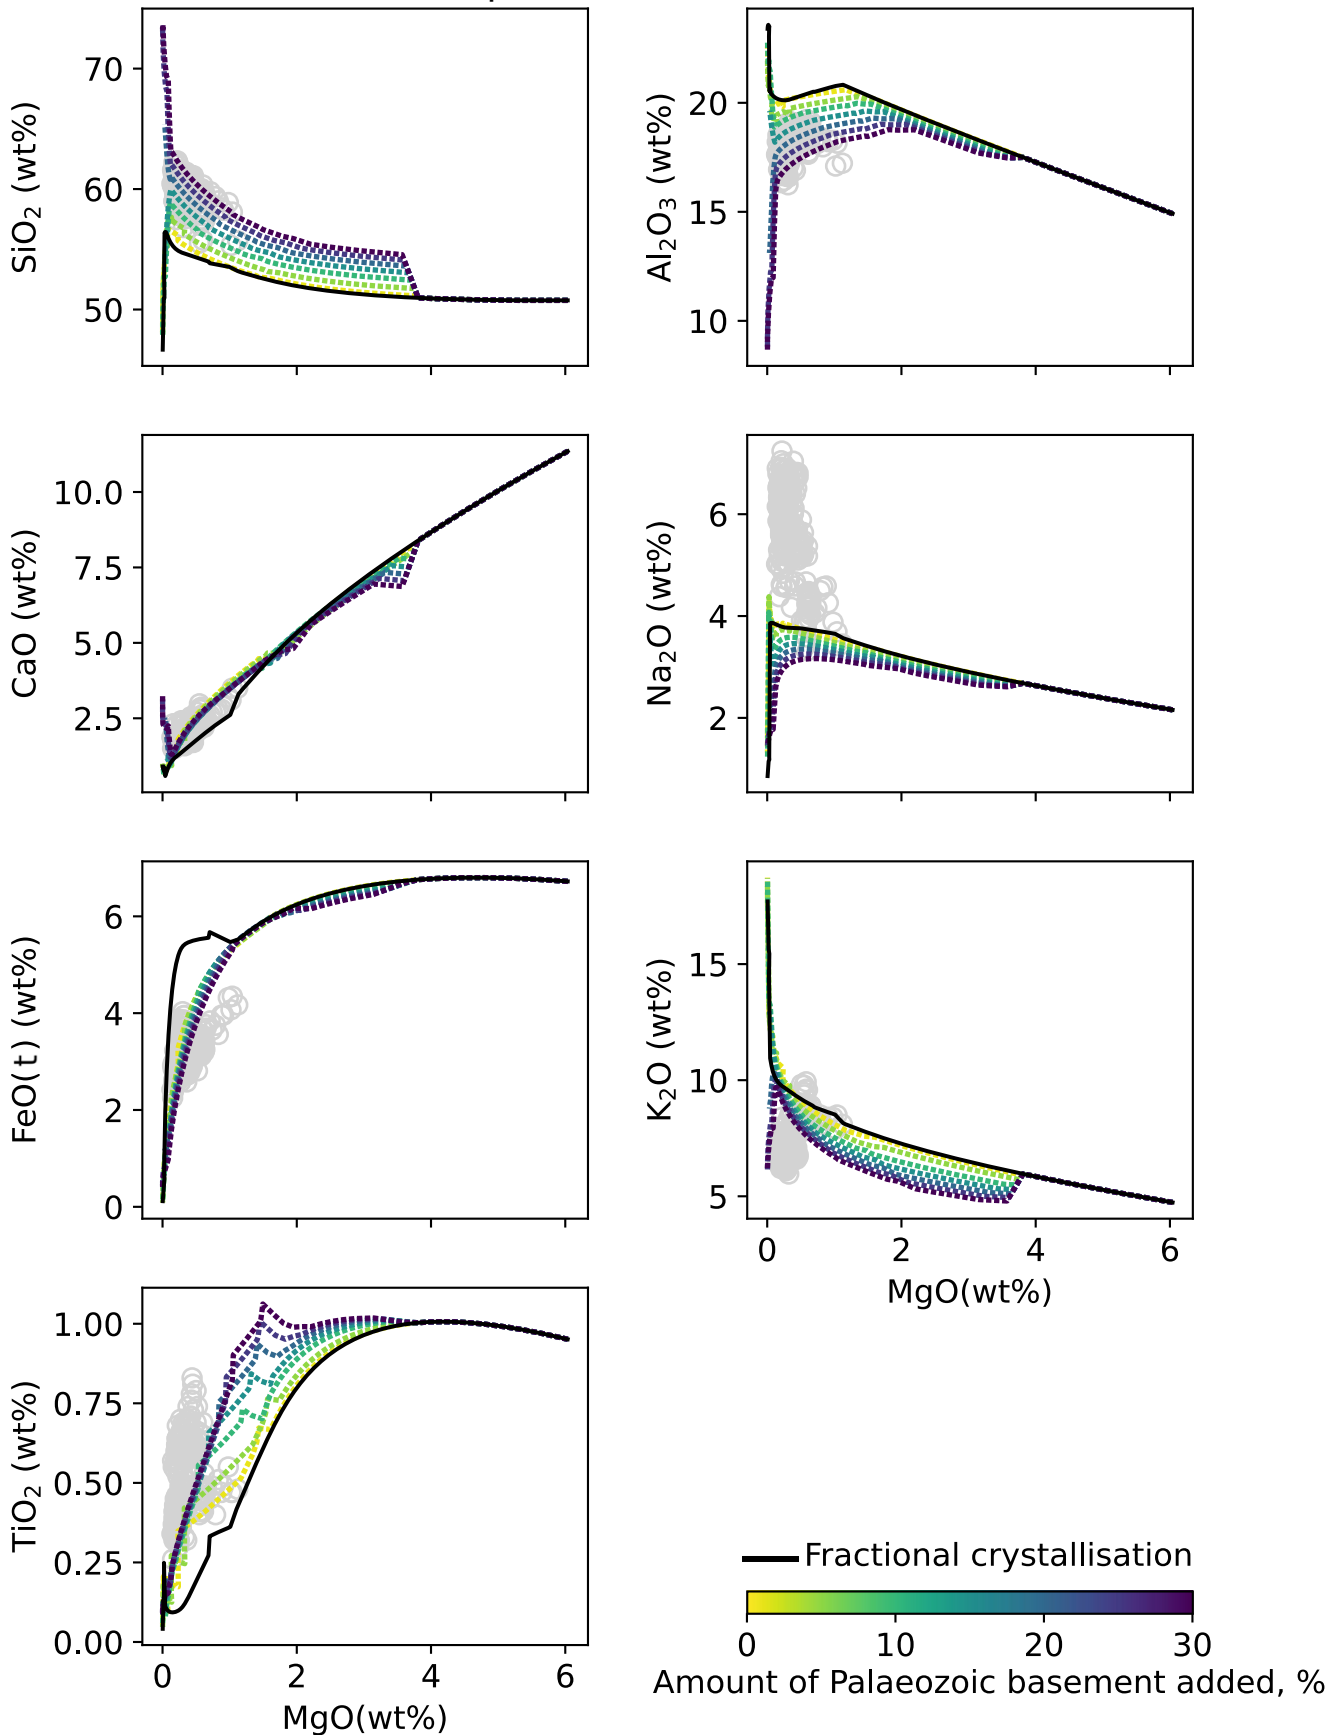 70
60
50
SiO₂ (wt%)
20
15
10
Al₂O₃ (wt%)
10.0
7.5
5.0
2.5
CaO (wt%)
6
4
2
Na₂O (wt%)
6
4
2
0
FeO(t) (wt%)
15
10
5
K₂O (wt%)
0 2 4 6
MgO(wt%)
1.00
0.75
0.50
0.25
0.00
TiO₂ (wt%)
0 2 4 6
MgO(wt%)
Fractional crystallisation
0 10 20 30
Amount of Palaeozoic basement added, %